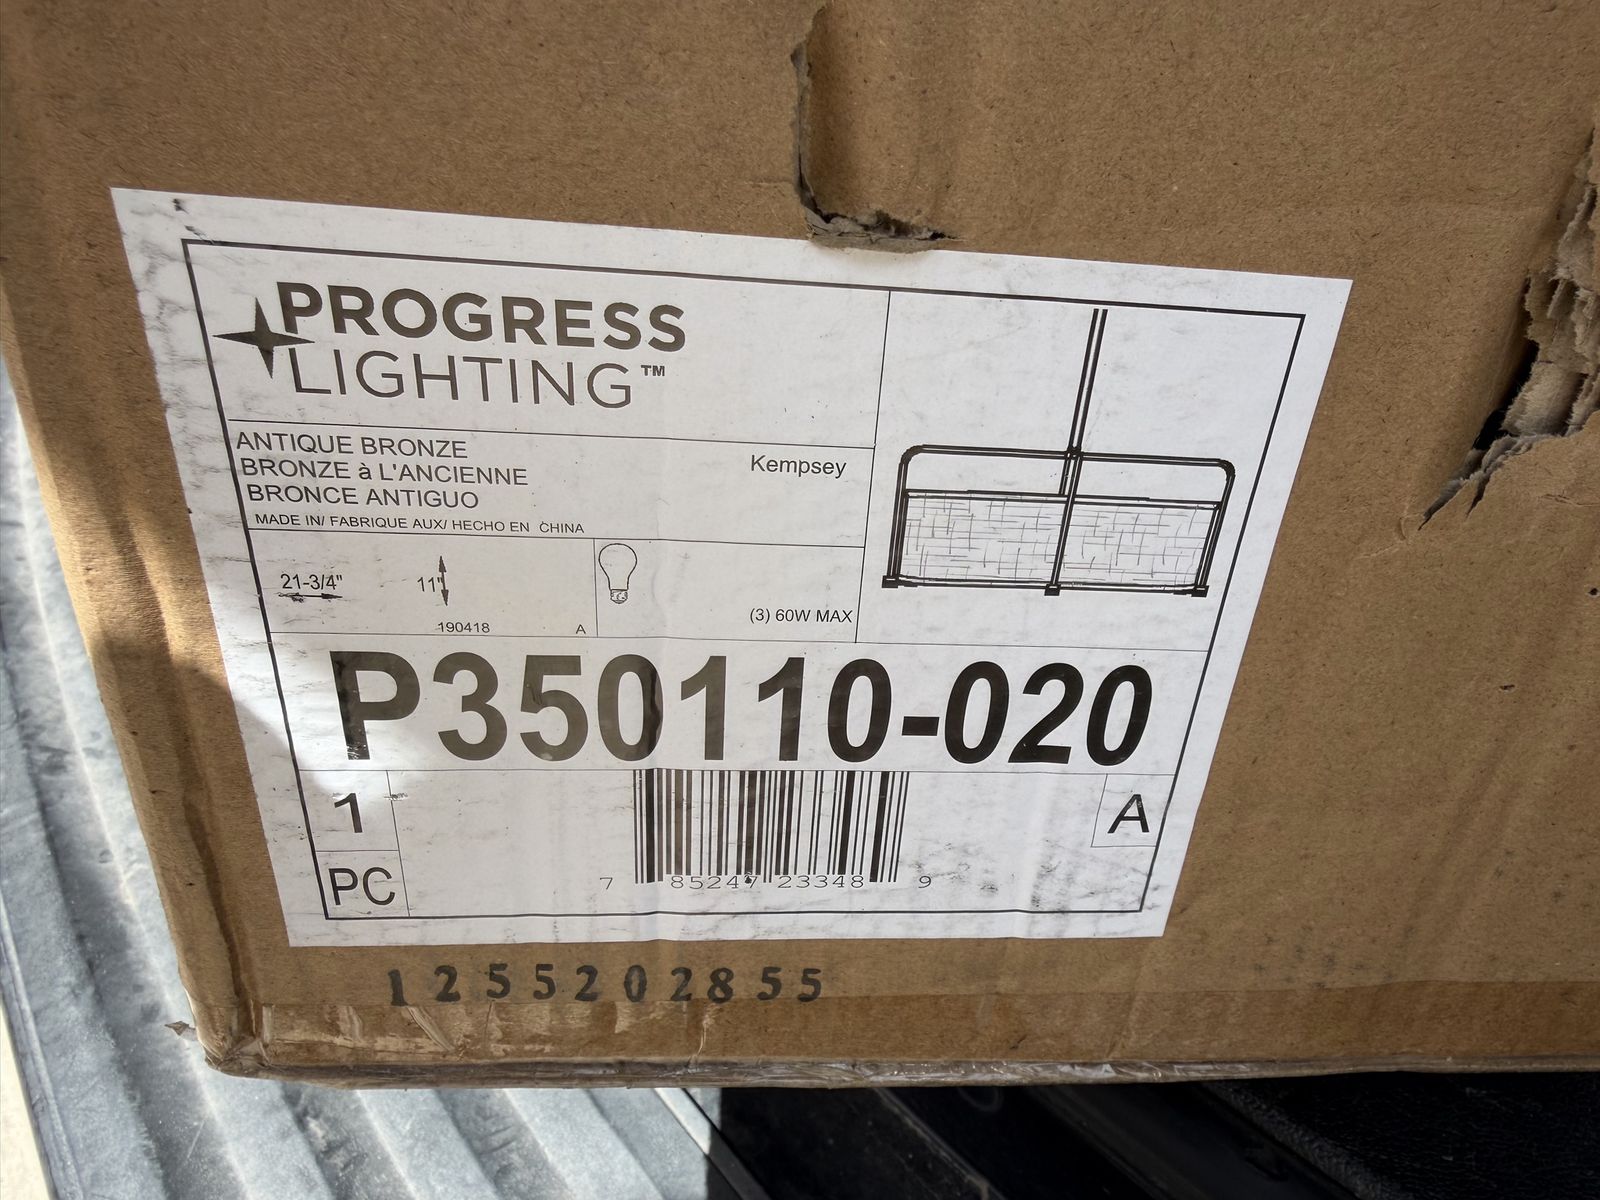 PROGRESS
LIGHTING™
ANTIQUE BRONZE
BRONZE à L'ANCIENNE
BRONCE ANTIGUO
Kempsey
MADE IN/ FABRIQUE AUX/ HECHO EN CHINA
21-3/4"
11"
190418
A
(3) 60W MAX
P350110-020
1
PC
A
7 85247 23348 9
1255202855